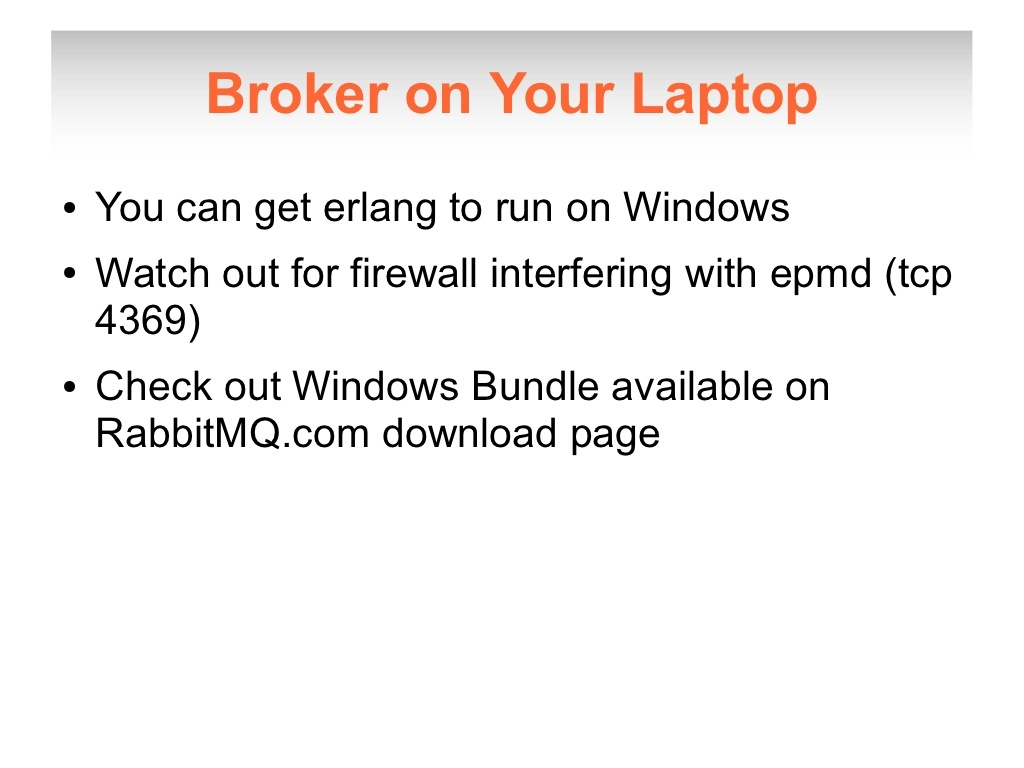 Broker on Your Laptop
• You can get erlang to run on Windows
• Watch out for firewall interfering with epmd (tcp
4369)
• Check out Windows Bundle available on
RabbitMQ.com download page